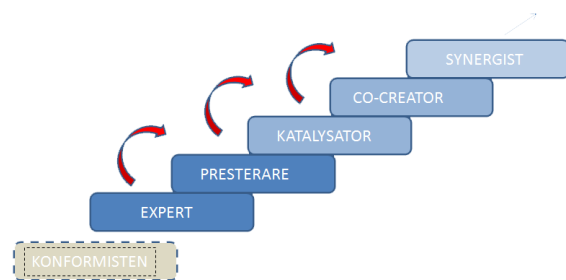 SYNERGIST
CO-CREATOR
KATALYSATOR
PRESTERARE
EXPERT
KONFORMISTEN